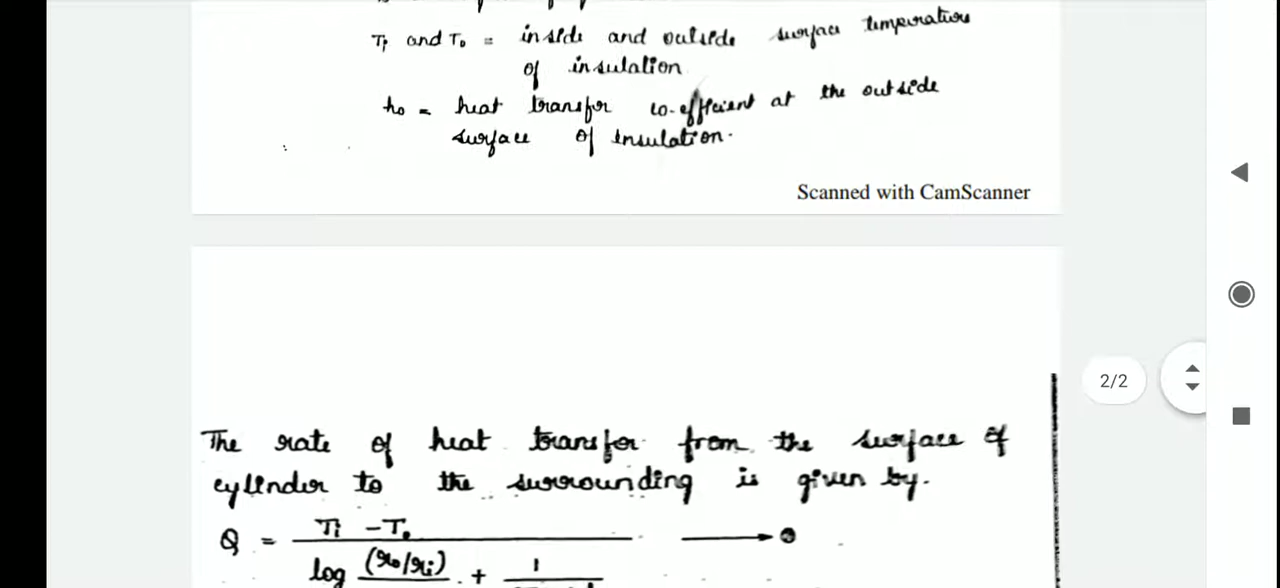 Ti and To = inside and outside surface temperature
of insulation
ho = heat transfer co-efficient at the outside
surface of insulation.
Scanned with CamScanner
2/2
The rate of heat transfer from the surface of
cylinder to the surrounding is given by.
Q = Ti - To
log (ro/ri) + 1